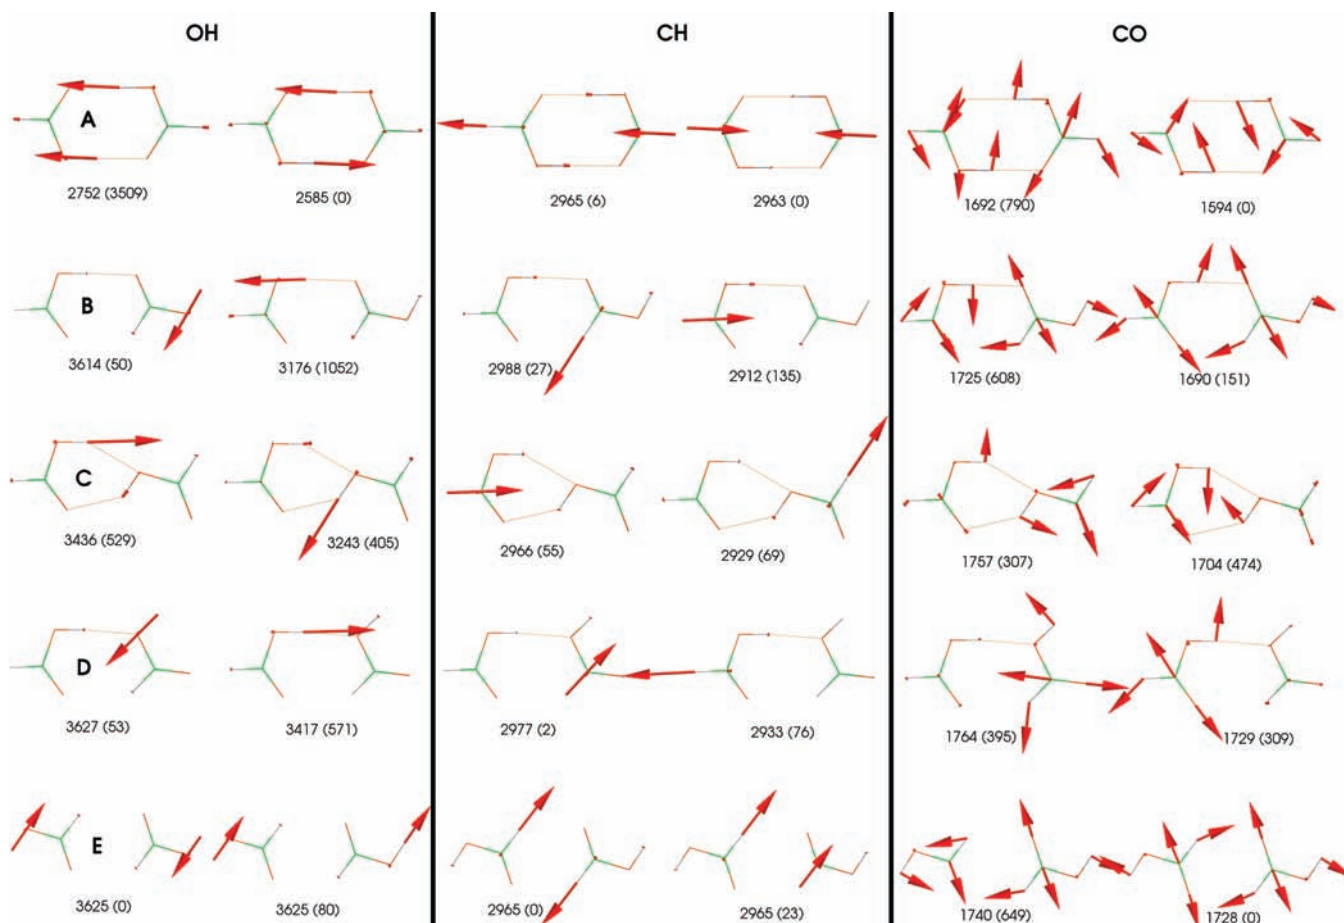 OH CH CO
A
2752 (3509) 2585 (0) 2965 (6) 2963 (0) 1692 (790) 1594 (0)
B
3614 (50) 3176 (1052) 2988 (27) 2912 (135) 1725 (608) 1690 (151)
C
3436 (529) 3243 (405) 2966 (55) 2929 (69) 1757 (307) 1704 (474)
D
3627 (53) 3417 (571) 2977 (2) 2933 (76) 1764 (395) 1729 (309)
E
3625 (0) 3625 (80) 2965 (0) 2965 (23) 1740 (649) 1728 (0)